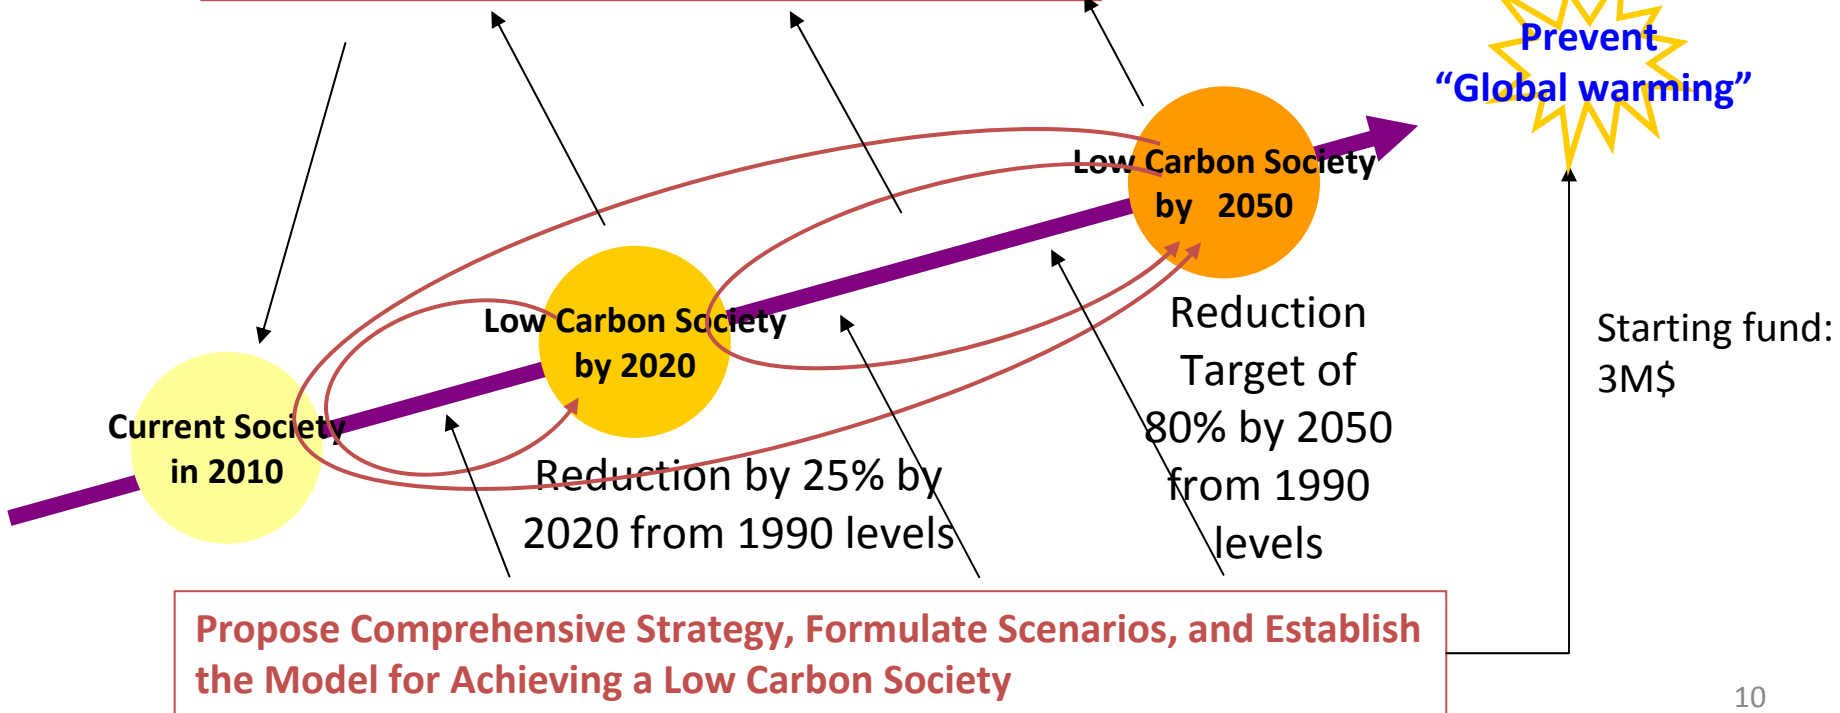 Prevent
“Global warming”
Low Carbon Society
by 2050
Low Carbon Society
by 2020
Current Society
in 2010
Reduction by 25% by
2020 from 1990 levels
Reduction
Target of
80% by 2050
from 1990
levels
Starting fund:
3M$
Propose Comprehensive Strategy, Formulate Scenarios, and Establish
the Model for Achieving a Low Carbon Society
10